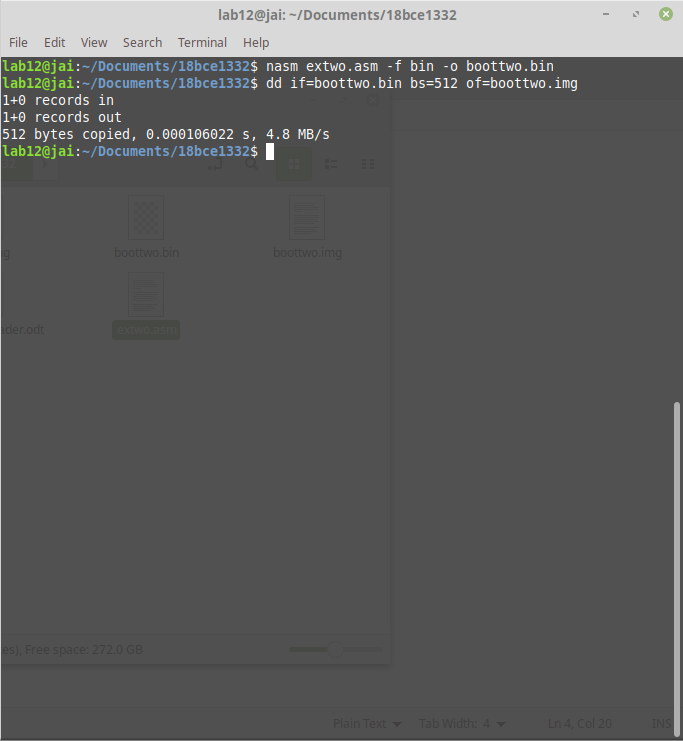 lab12@jai: ~/Documents/18bce1332
File Edit View Search Terminal Help
lab12@jai:~/Documents/18bce1332$ nasm extwo.asm -f bin -o boottwo.bin
lab12@jai:~/Documents/18bce1332$ dd if=boottwo.bin bs=512 of=boottwo.img
1+0 records in
1+0 records out
512 bytes copied, 0.000106022 s, 4.8 MB/s
lab12@jai:~/Documents/18bce1332$
ng boottwo.bin boottwo.img
ader.odt extwo.asm
es), Free space: 272.0 GB
Plain Text Tab Width: 4 Ln 4, Col 20 INS